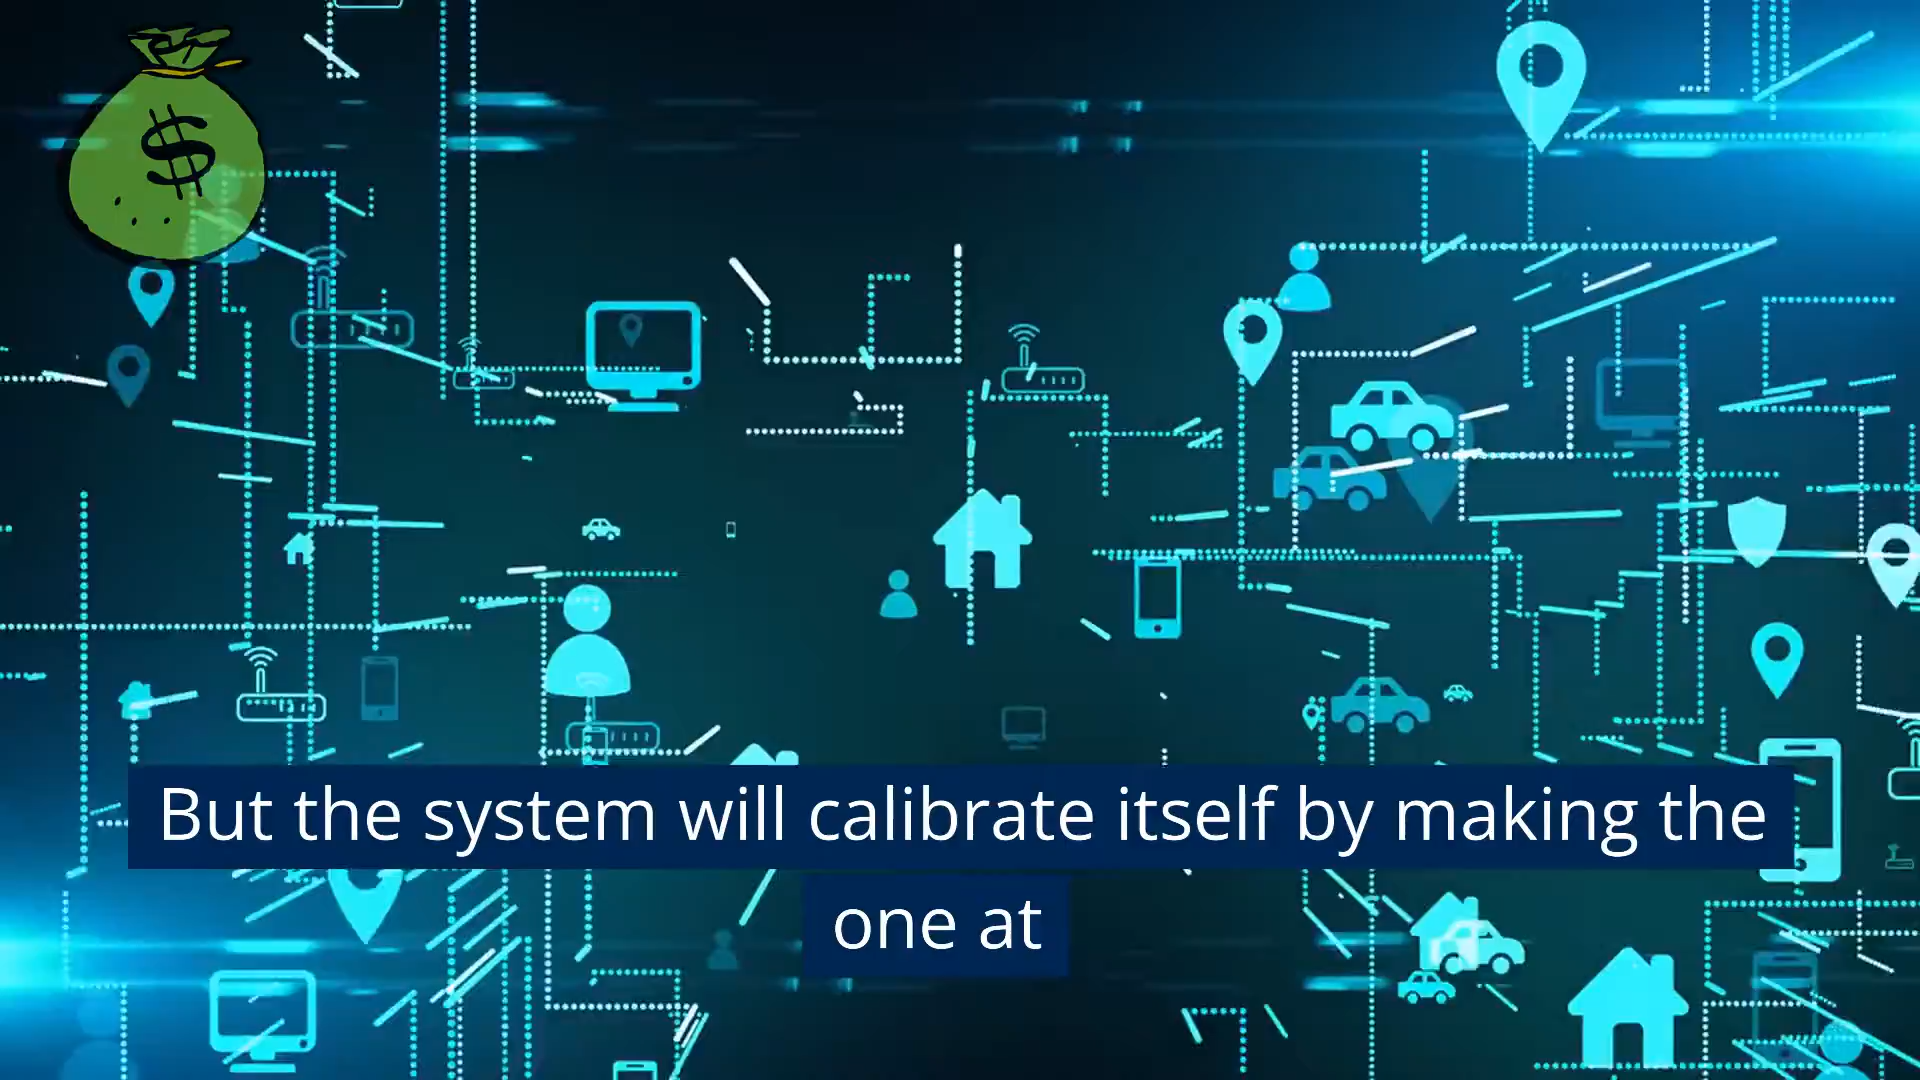 $
But the system will calibrate itself by making the
one at